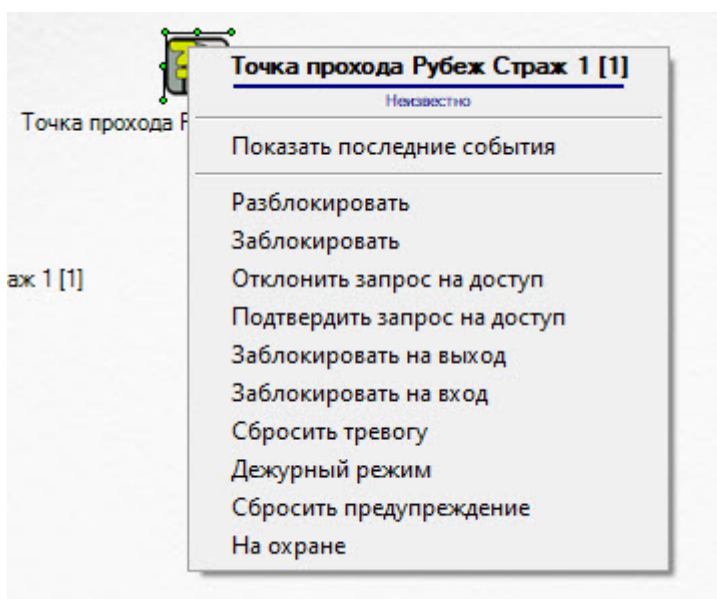 Точка прохода Рубеж Страж 1 [1]
Неизвестно
Точка прохода
Показать последние события
Разблокировать
Заблокировать
аж 1 [1]
Отклонить запрос на доступ
Подтвердить запрос на доступ
Заблокировать на выход
Заблокировать на вход
Сбросить тревогу
Дежурный режим
Сбросить предупреждение
На охране